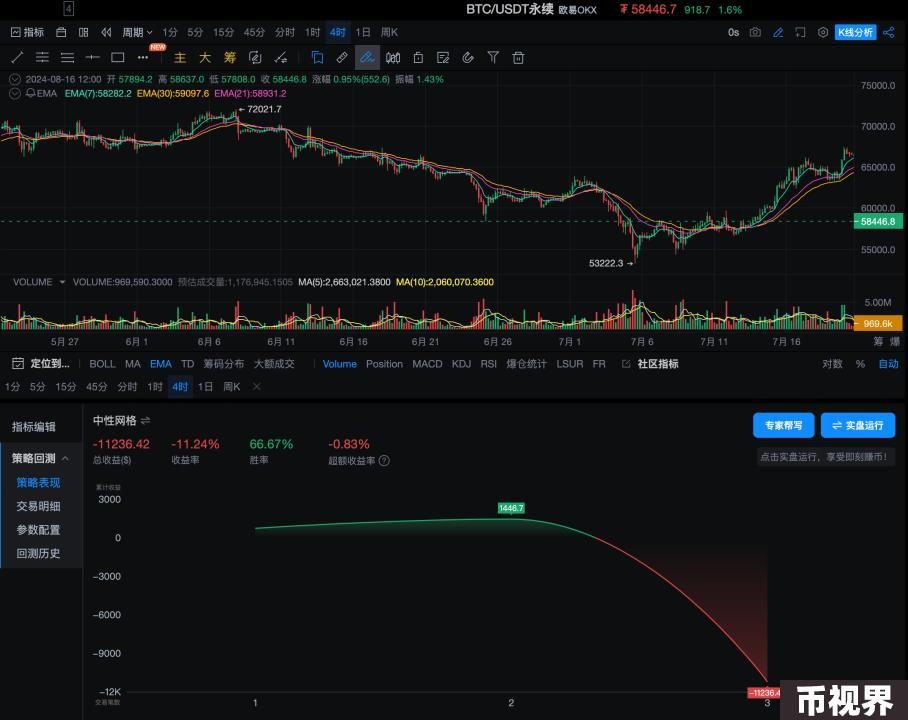 4
BTC/USDT永续 欧易OKX ₮ 58446.7 918.7 1.6%
指标 周期 1分 5分 15分 45分 分时 1时 4时 1日 周K 0s K线分析
NEW
主 大 筹
2024-08-16 12:00 开 57894.2 高 58637.0 低 57808.0 收 58446.8 涨幅 0.95%(552.6) 振幅 1.43%
EMA EMA(7):58282.2 EMA(30):59097.6 EMA(21):58931.2
75000.0
72021.7
70000.0
65000.0
60000.0
58446.8
55000.0
53222.3
VOLUME VOLUME:969,590.3000 预估成交量:1,176,945.1505 MA(5):2,663,021.3800 MA(10):2,060,070.3600
5.00M
969.6k
5月 27 6月 1 6月 6 6月 11 6月 16 6月 21 6月 26 7月 1 7月 6 7月 11 7月 16 筹 爆
定位到... BOLL MA EMA TD 筹码分布 大额成交 Volume Position MACD KDJ RSI 爆仓统计 LSUR FR 社区指标 对数 % 自动
1分 5分 15分 45分 分时 1时 4时 1日 周K
指标编辑
策略回测
策略表现
交易明细
参数配置
回测历史
中性网格
专家帮写 实盘运行
-11236.42 -11.24% 66.67% -0.83%
总收益($) 收益率 胜率 超额收益率
点击实盘运行，享受即刻赚币！
累计收益
3000
1446.7
0
−3000
−6000
−9000
−12K
−11236.4
交易笔数
1 2 3
币视界